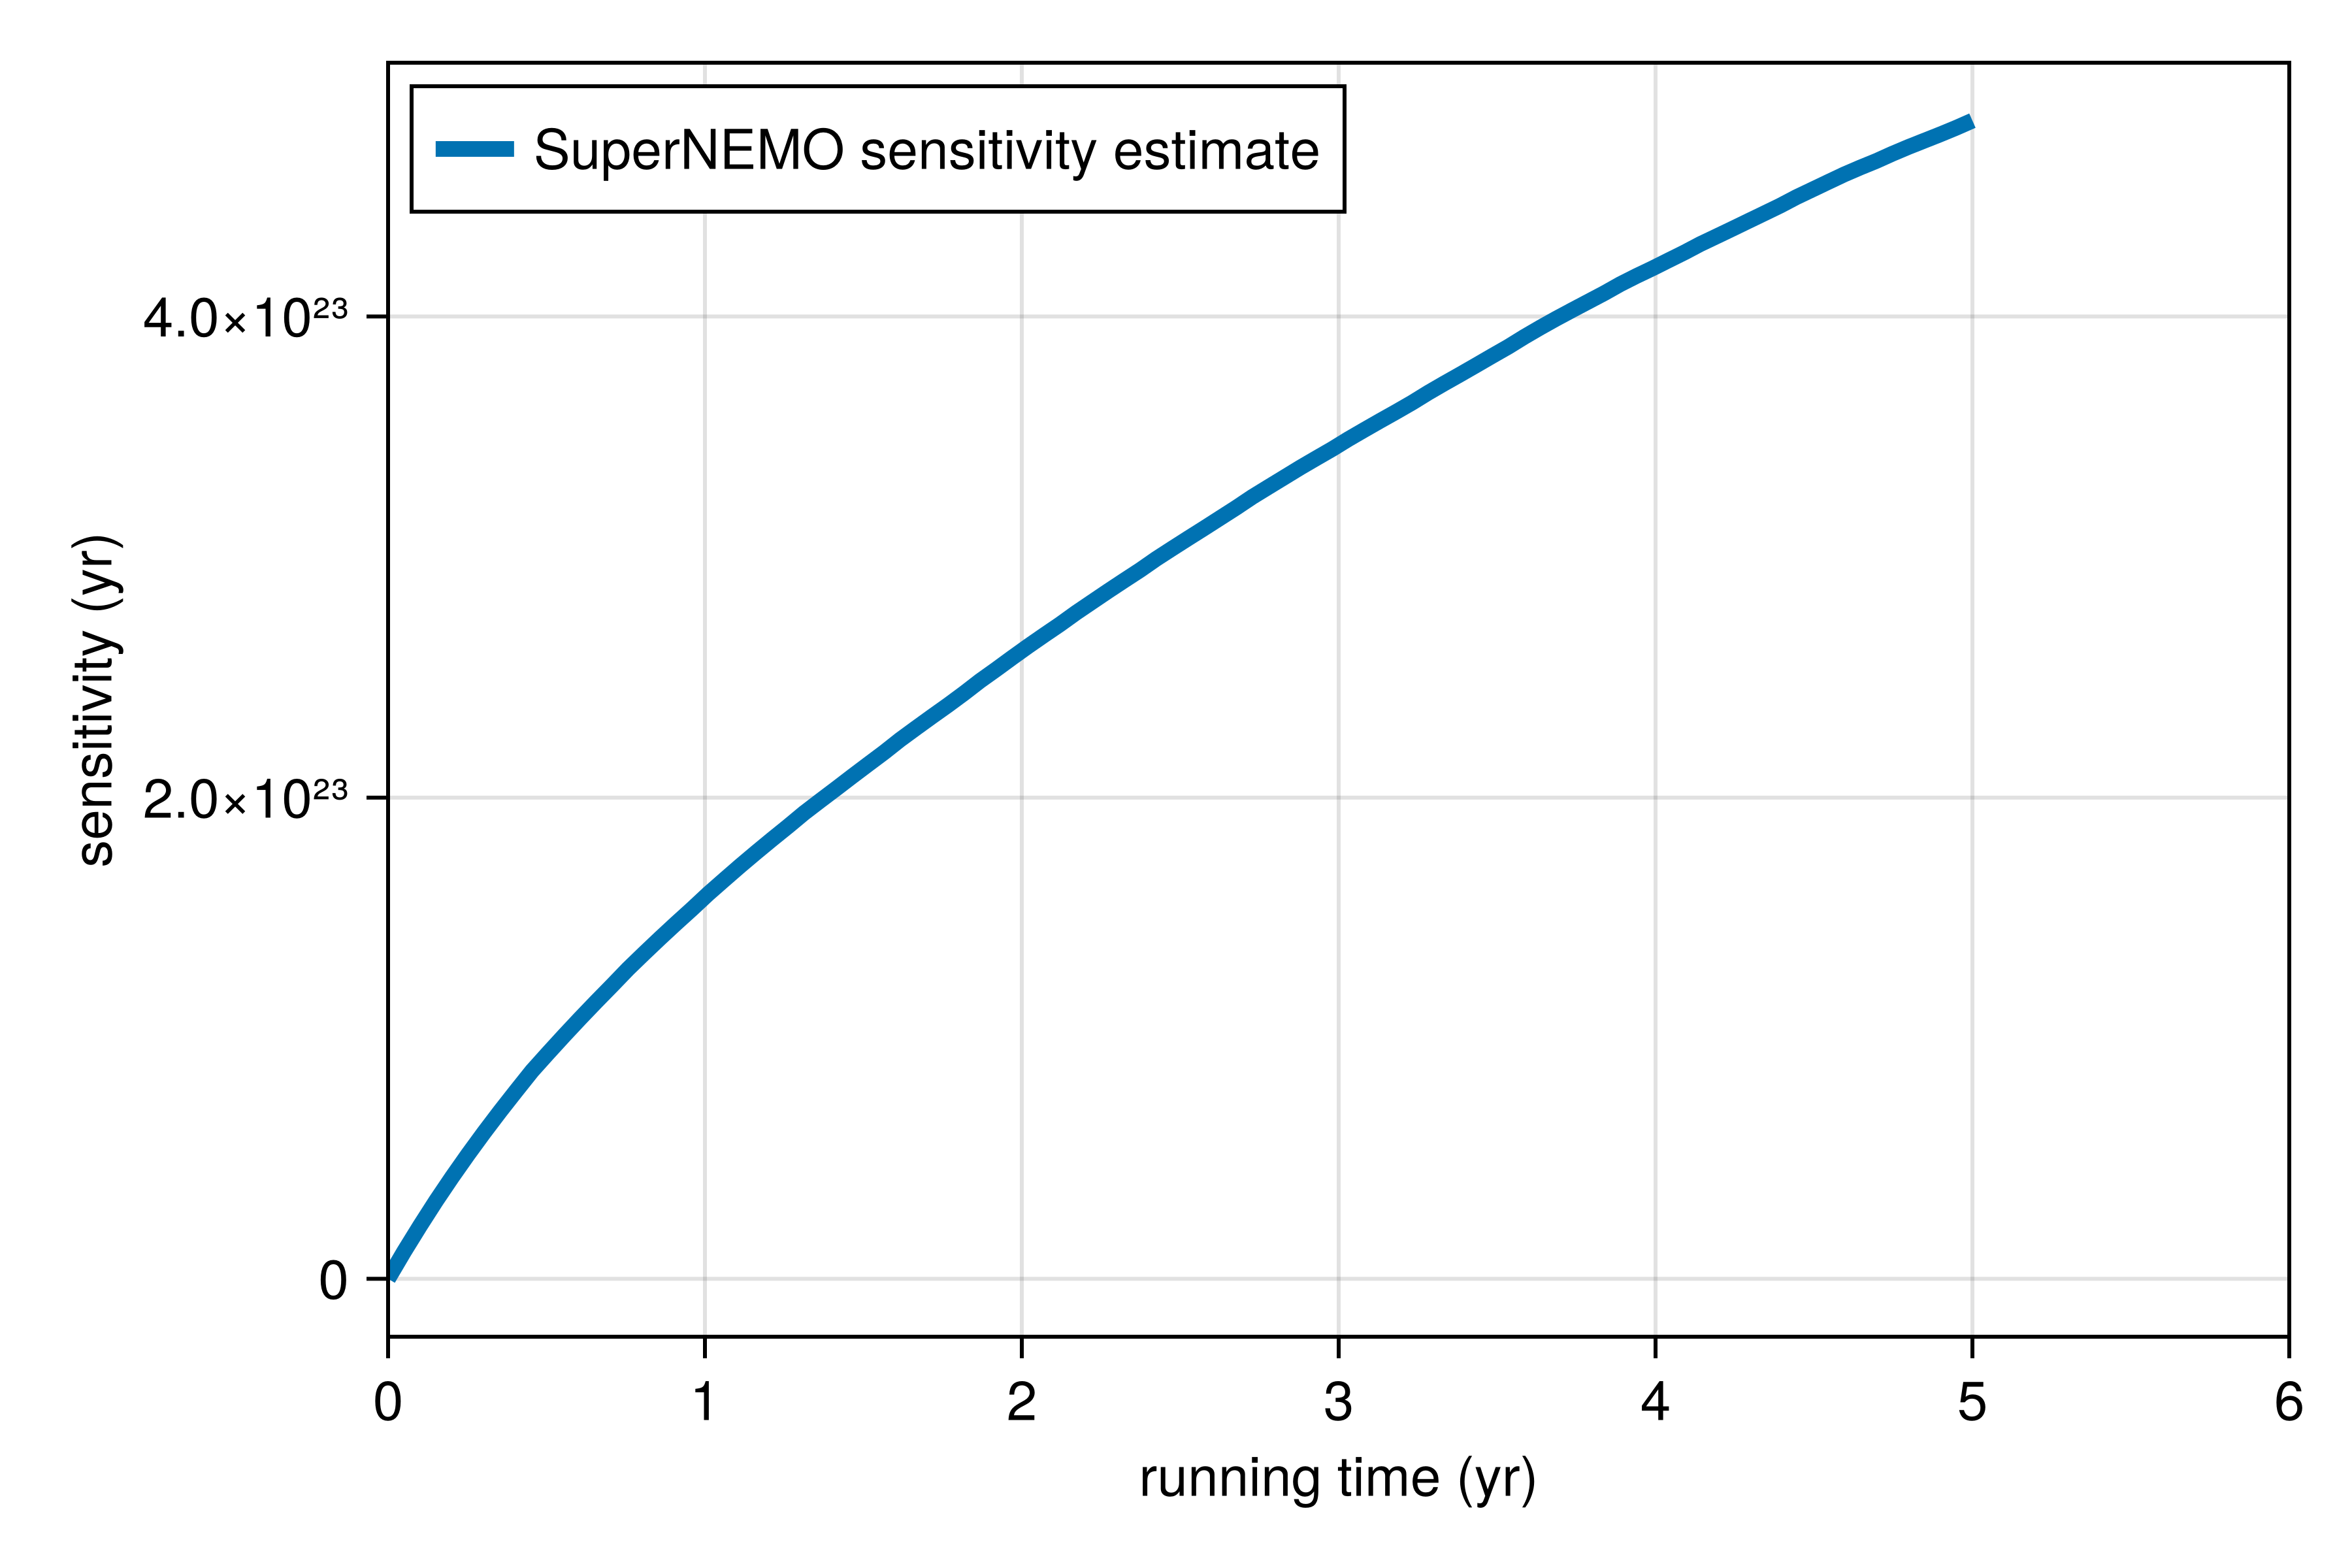 SuperNEMO sensitivity estimate
4.0×10²³
2.0×10²³
0
sensitivity (yr)
0 1 2 3 4 5 6
running time (yr)